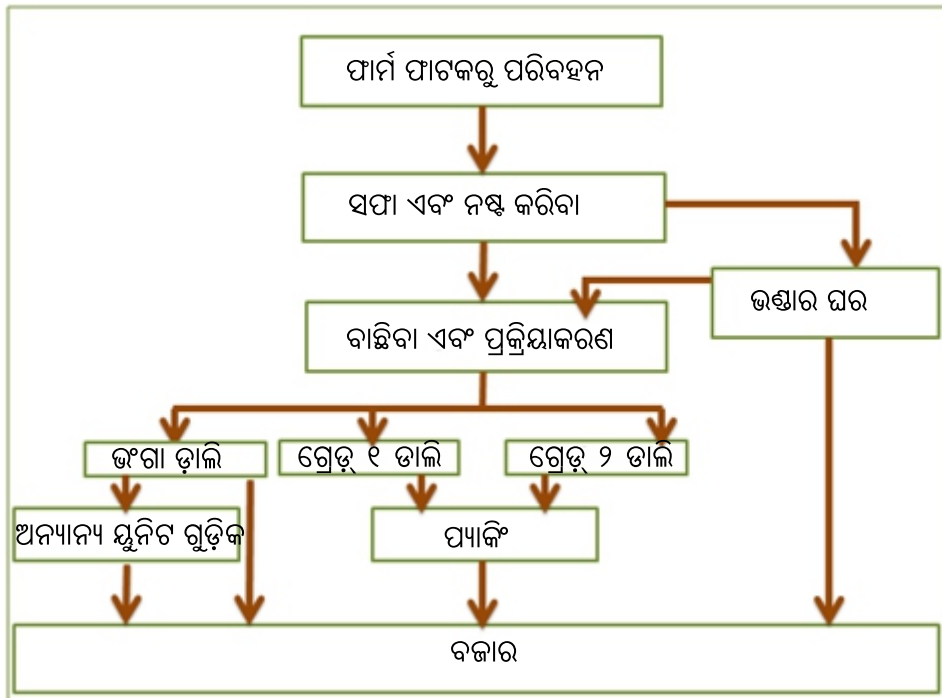 ଫାର୍ମ ଫାଟକରୁ ପରିବହନ
ସଫା ଏବଂ ନଷ୍ଟ କରିବା
ଭଣ୍ଡାର ଘର
ବାଛିବା ଏବଂ ପ୍ରକ୍ରିୟାକରଣ
ଭଂଗା ଡ଼ାଲି
ଗ୍ରେଡ଼୍ ୧ ଡାଲି
ଗ୍ରେଡ଼୍ ୨ ଡାଲି
ଅନ୍ୟାନ୍ୟ ୟୁନିଟ ଗୁଡ଼ିକ
ପ୍ୟାକିଂ
ବଜାର